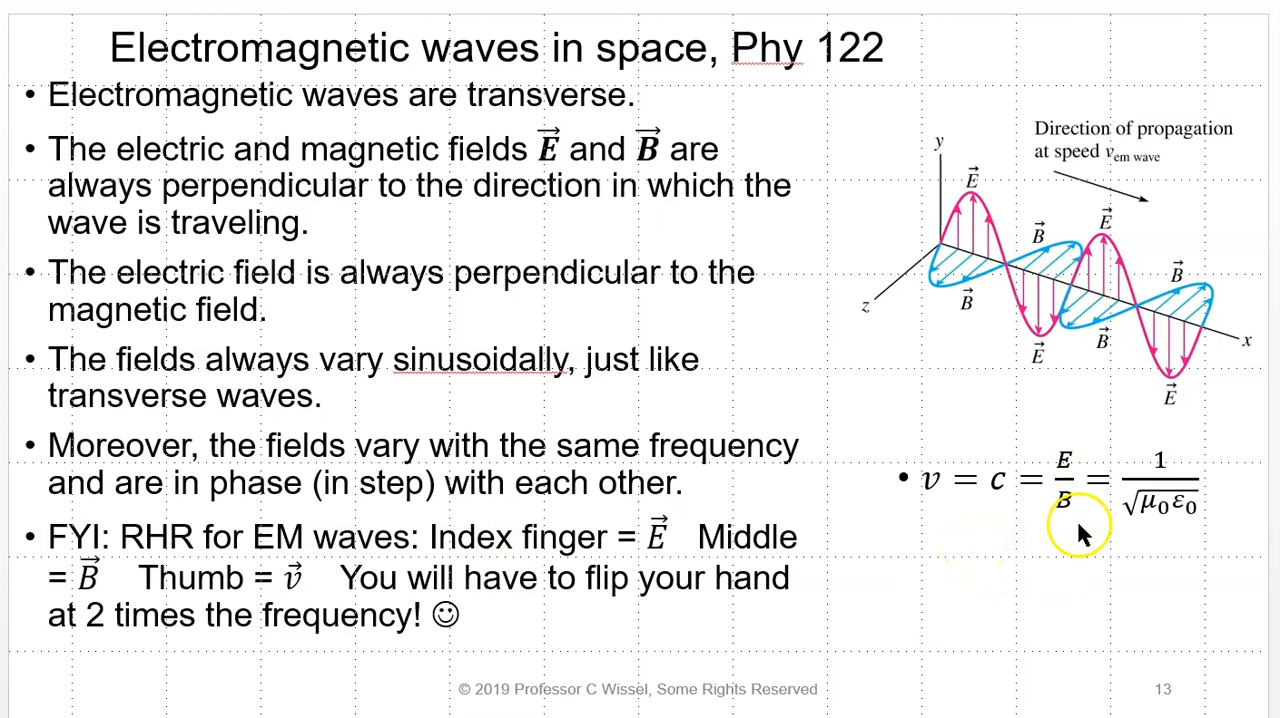 Electromagnetic waves in space, Phy 122
• Electromagnetic waves are transverse.
• The electric and magnetic fields E⃗ and B⃗ are
always perpendicular to the direction in which the
wave is traveling.
• The electric field is always perpendicular to the
magnetic field.
• The fields always vary sinusoidally, just like
transverse waves.
• Moreover, the fields vary with the same frequency
and are in phase (in step) with each other.
• FYI: RHR for EM waves: Index finger = E⃗ Middle
= B⃗ Thumb = v⃗ You will have to flip your hand
at 2 times the frequency! ☺
Direction of propagation
at speed v_em wave
y
E⃗
E⃗
B⃗
B⃗
z
B⃗
B⃗
x
E⃗
E⃗
• v = c = E/B = 1/√(μ₀ε₀)
© 2019 Professor C Wissel, Some Rights Reserved
13